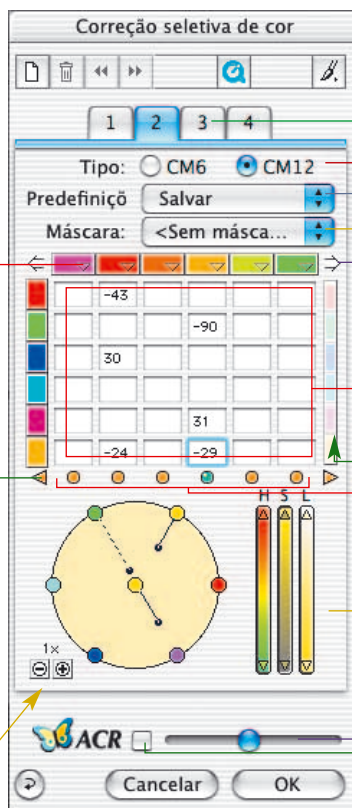 Correção seletiva de cor
1 2 3 4
Tipo: CM6 CM12
Predefiniçõ Salvar
Máscara: <Sem másca...
-43
-90
30
31
-24 -29
H S L
1x
ACR
Cancelar OK